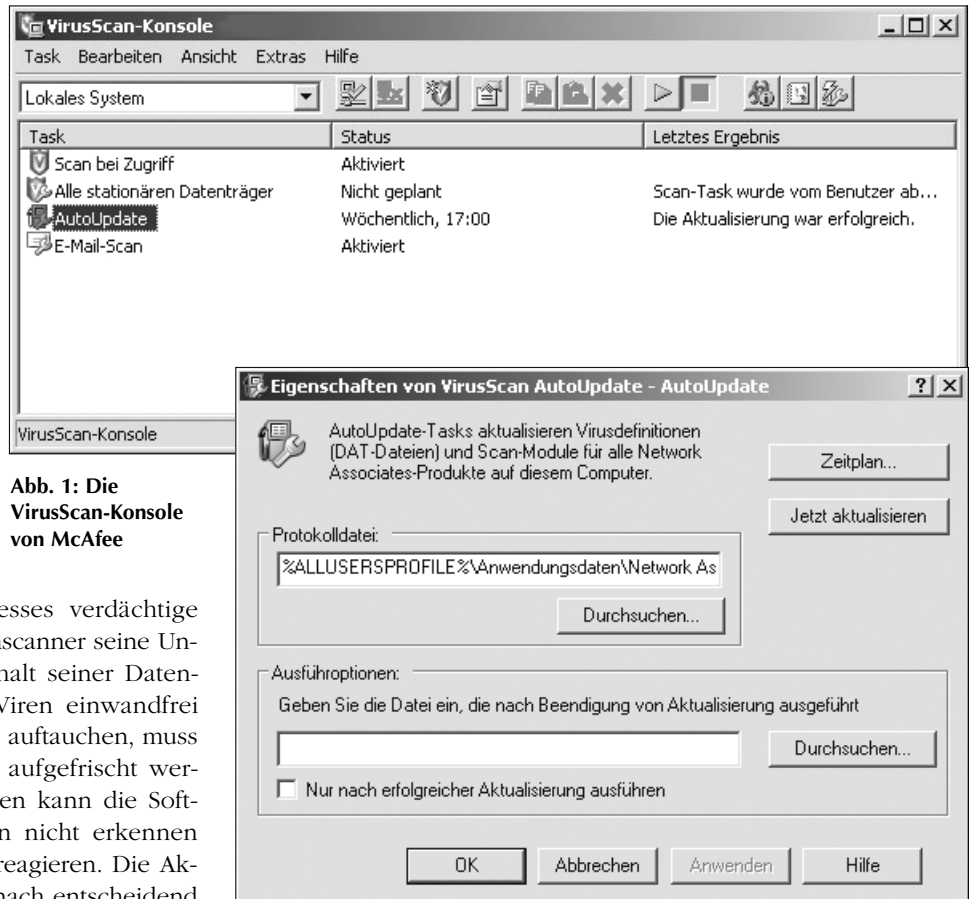 VirusScan-Konsole
Task Bearbeiten Ansicht Extras Hilfe
Lokales System
Task Status Letztes Ergebnis
Scan bei Zugriff Aktiviert
Alle stationären Datenträger Nicht geplant Scan-Task wurde vom Benutzer ab...
AutoUpdate Wöchentlich, 17:00 Die Aktualisierung war erfolgreich.
E-Mail-Scan Aktiviert
VirusScan-Konsole
Abb. 1: Die
VirusScan-Konsole
von McAfee
esses verdächtige
nscanner seine Un-
halt seiner Daten-
Viren einwandfrei
auftauchen, muss
aufgefrischt wer-
en kann die Soft-
n nicht erkennen
reagieren. Die Ak-
nach entscheidend
Eigenschaften von VirusScan AutoUpdate - AutoUpdate
AutoUpdate-Tasks aktualisieren Virusdefinitionen
(DAT-Dateien) und Scan-Module für alle Network
Associates-Produkte auf diesem Computer.
Zeitplan...
Jetzt aktualisieren
Protokolldatei:
%ALLUSERSPROFILE%\Anwendungsdaten\Network As
Durchsuchen...
Ausführoptionen:
Geben Sie die Datei ein, die nach Beendigung von Aktualisierung ausgeführt
Durchsuchen...
Nur nach erfolgreicher Aktualisierung ausführen
OK Abbrechen Anwenden Hilfe